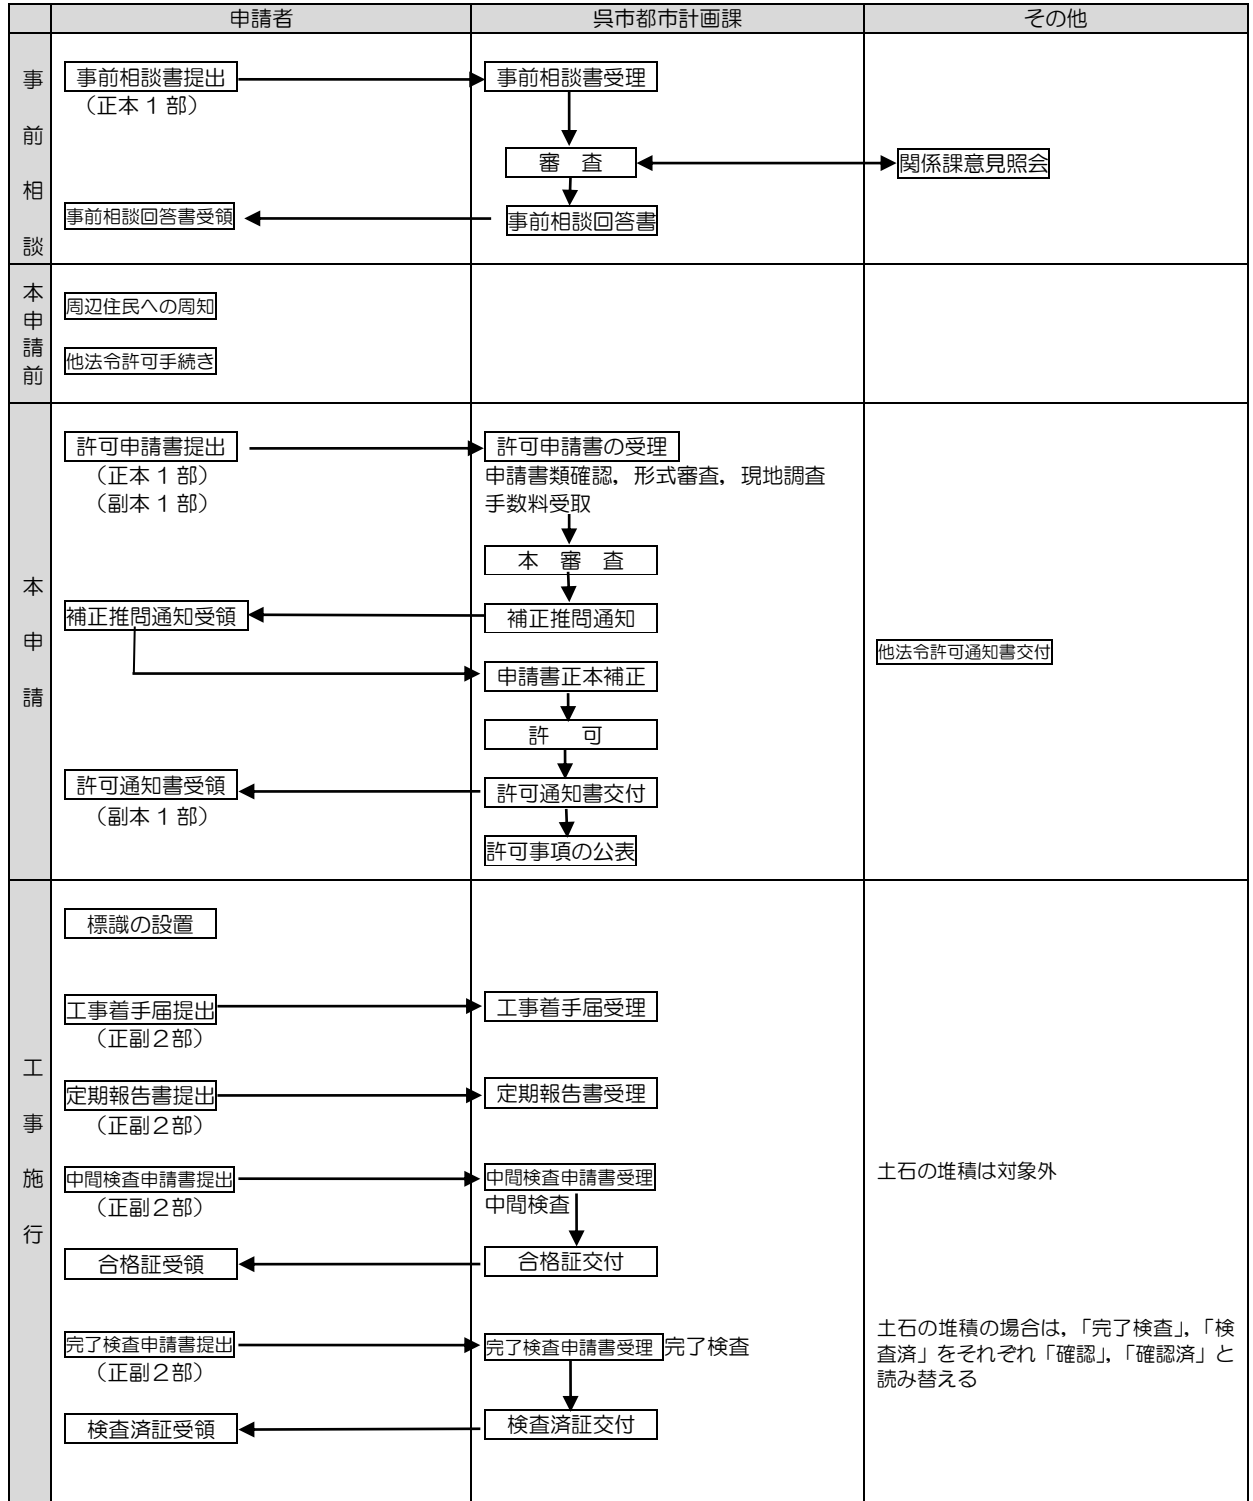 申請者
呉市都市計画課
その他
事前相談
事前相談書提出
（正本１部）
事前相談書受理
審　査
関係課意見照会
事前相談回答書受領
事前相談回答書
本申請前
周辺住民への周知
他法令許可手続き
本申請
許可申請書提出
（正本１部）
（副本１部）
許可申請書の受理
申請書類確認，形式審査，現地調査
手数料受取
本　審　査
補正推問通知受領
補正推問通知
他法令許可通知書交付
申請書正本補正
許　可
許可通知書受領
（副本１部）
許可通知書交付
許可事項の公表
工事施行
標識の設置
工事着手届提出
（正副２部）
工事着手届受理
定期報告書提出
（正副２部）
定期報告書受理
中間検査申請書提出
（正副２部）
中間検査申請書受理
中間検査
土石の堆積は対象外
合格証受領
合格証交付
完了検査申請書提出
（正副２部）
完了検査申請書受理
完了検査
土石の堆積の場合は，「完了検査」，「検
査済」をそれぞれ「確認」，「確認済」と
読み替える
検査済証受領
検査済証交付